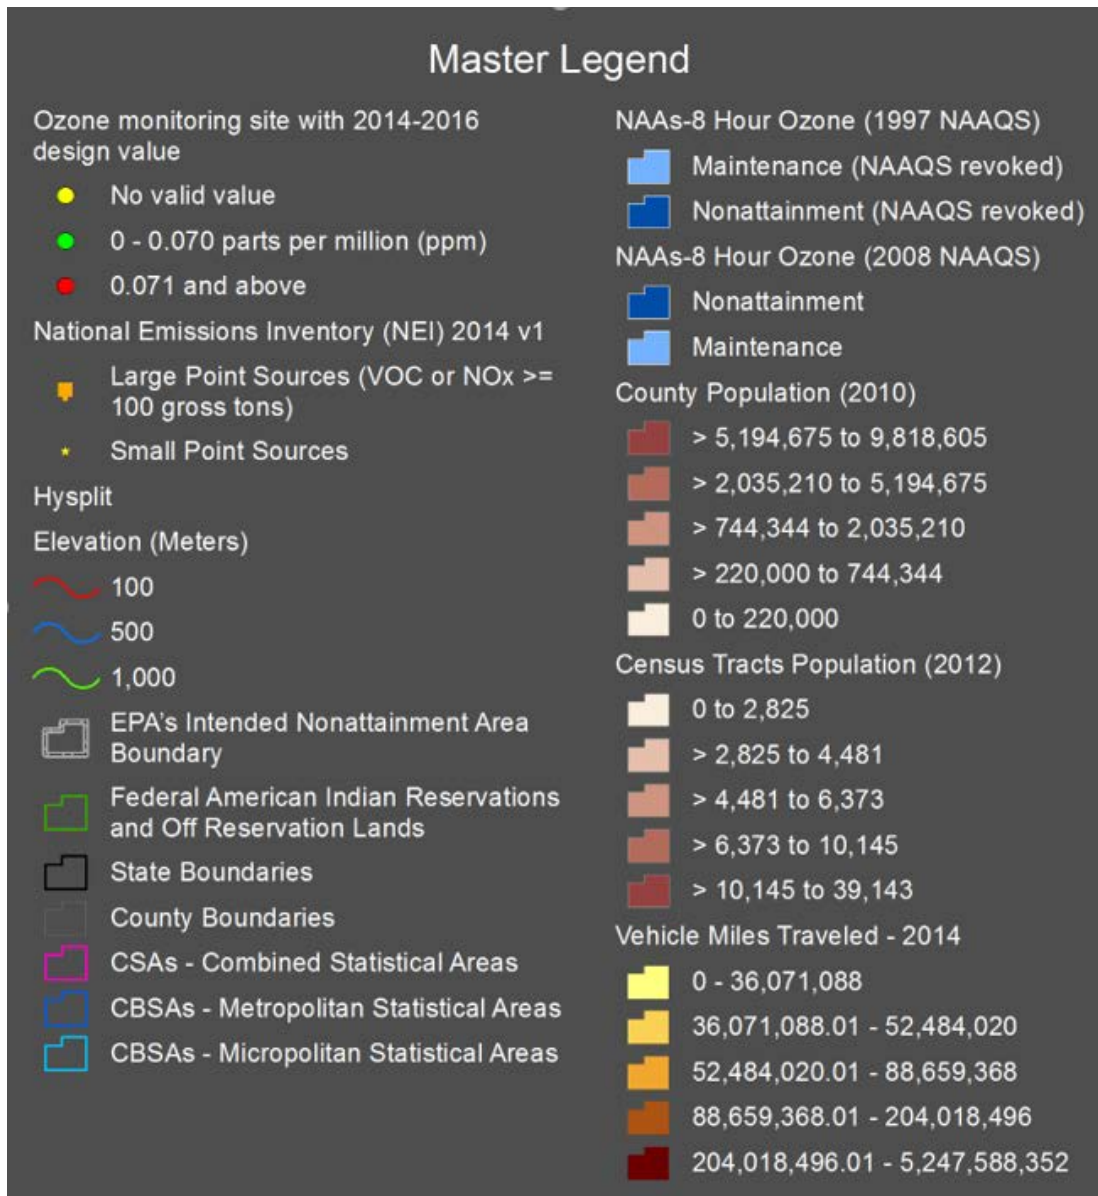 Master Legend
Ozone monitoring site with 2014-2016
design value
No valid value
0 - 0.070 parts per million (ppm)
0.071 and above
National Emissions Inventory (NEI) 2014 v1
Large Point Sources (VOC or NOx >=
100 gross tons)
Small Point Sources
Hysplit
Elevation (Meters)
100
500
1,000
EPA's Intended Nonattainment Area
Boundary
Federal American Indian Reservations
and Off Reservation Lands
State Boundaries
County Boundaries
CSAs - Combined Statistical Areas
CBSAs - Metropolitan Statistical Areas
CBSAs - Micropolitan Statistical Areas
NAAs-8 Hour Ozone (1997 NAAQS)
Maintenance (NAAQS revoked)
Nonattainment (NAAQS revoked)
NAAs-8 Hour Ozone (2008 NAAQS)
Nonattainment
Maintenance
County Population (2010)
> 5,194,675 to 9,818,605
> 2,035,210 to 5,194,675
> 744,344 to 2,035,210
> 220,000 to 744,344
0 to 220,000
Census Tracts Population (2012)
0 to 2,825
> 2,825 to 4,481
> 4,481 to 6,373
> 6,373 to 10,145
> 10,145 to 39,143
Vehicle Miles Traveled - 2014
0 - 36,071,088
36,071,088.01 - 52,484,020
52,484,020.01 - 88,659,368
88,659,368.01 - 204,018,496
204,018,496.01 - 5,247,588,352